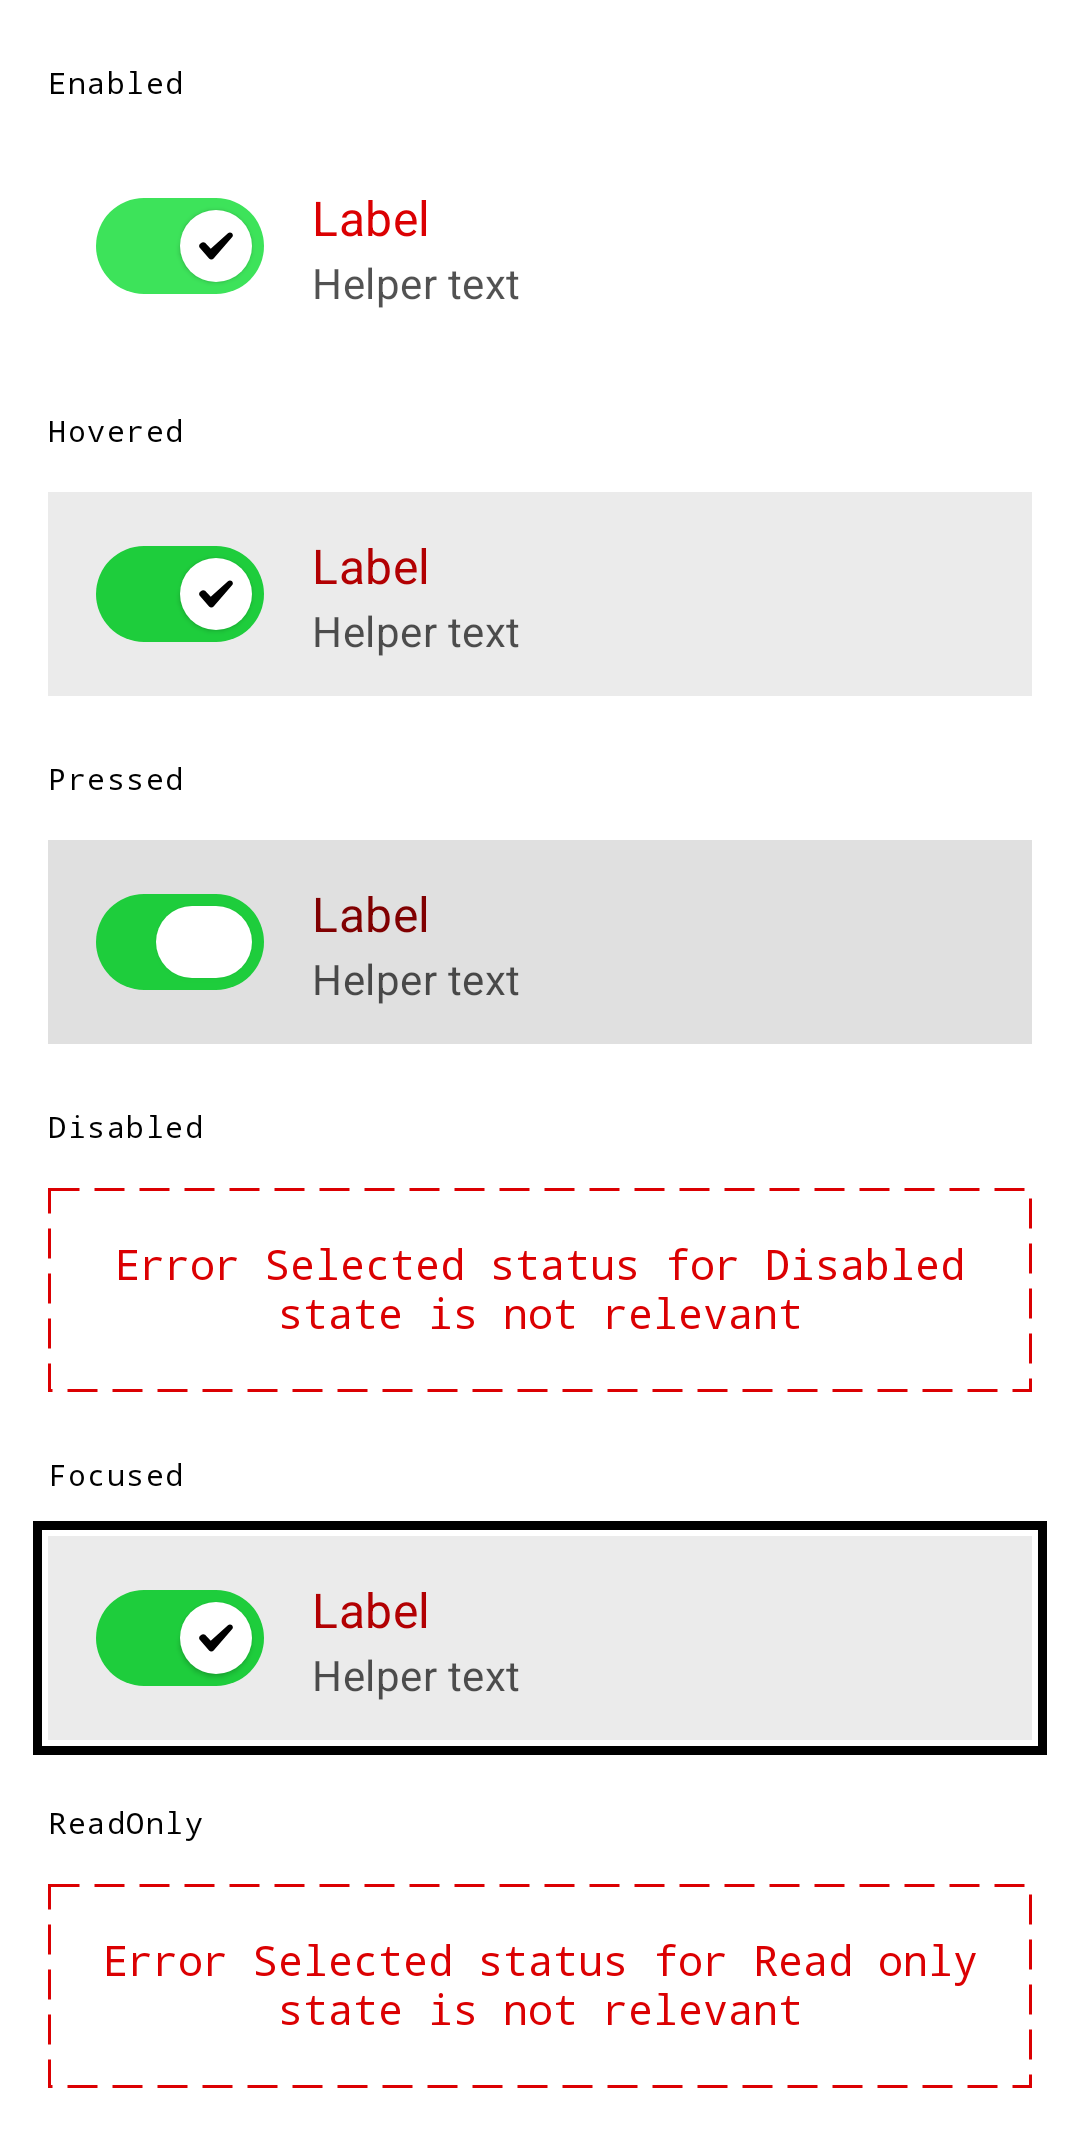 Enabled
Label
Helper text
Hovered
Label
Helper text
Pressed
Label
Helper text
Disabled
Error Selected status for Disabled
state is not relevant
Focused
Label
Helper text
ReadOnly
Error Selected status for Read only
state is not relevant